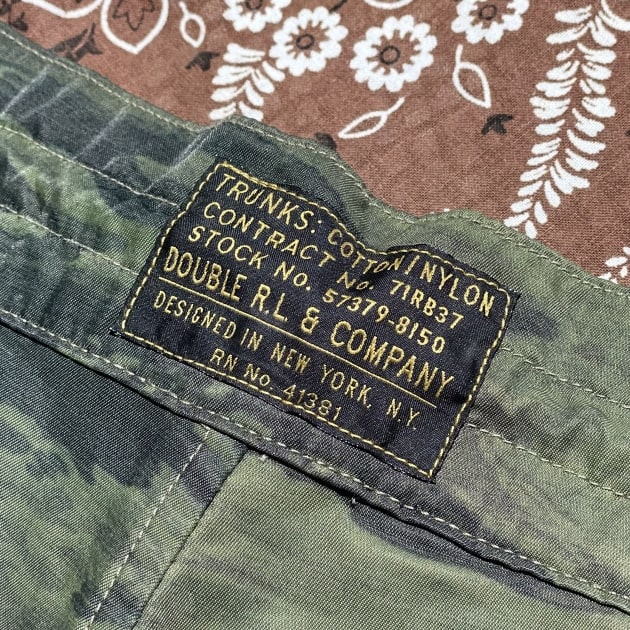 TRUNKS: COTTON/NYLON
CONTRACT No. 71RB37
STOCK No. 57379-8150
DOUBLE R.L & COMPANY
DESIGNED IN NEW YORK, N.Y.
RN No. 41381